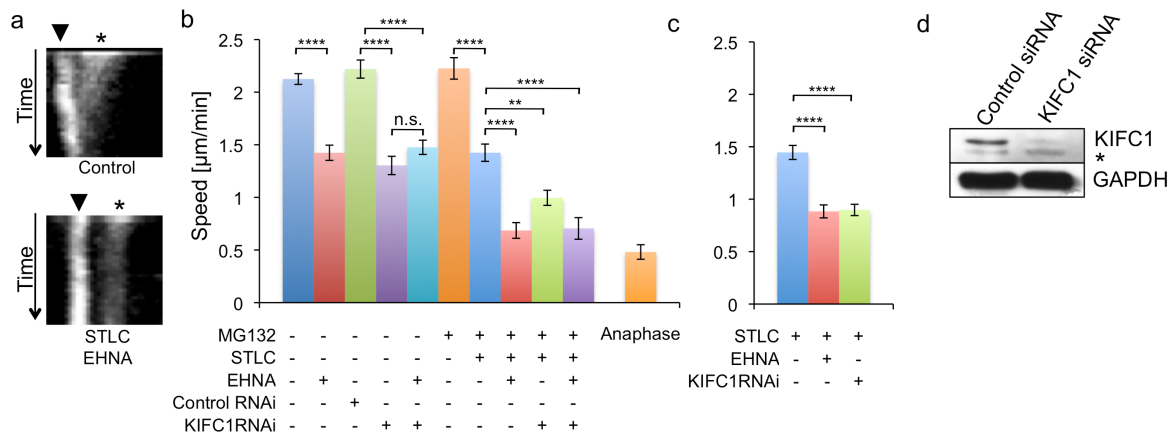 a
*
Time
Control
*
Time
STLC
EHNA
b
Speed [µm/min]
2.5
2
1.5
1
0.5
0
****
****
****
n.s.
****
****
**
****
MG132 - - - - - + + + + + Anaphase
STLC - - - - - - + + + +
EHNA - + - - + - - + - +
Control RNAi - - + - - - - - - -
KIFC1RNAi - - - + + - - - + +
c
2.5
2
1.5
1
0.5
0
****
****
STLC + + +
EHNA - + -
KIFC1RNAi - - +
d
Control siRNA
KIFC1 siRNA
KIFC1
*
GAPDH